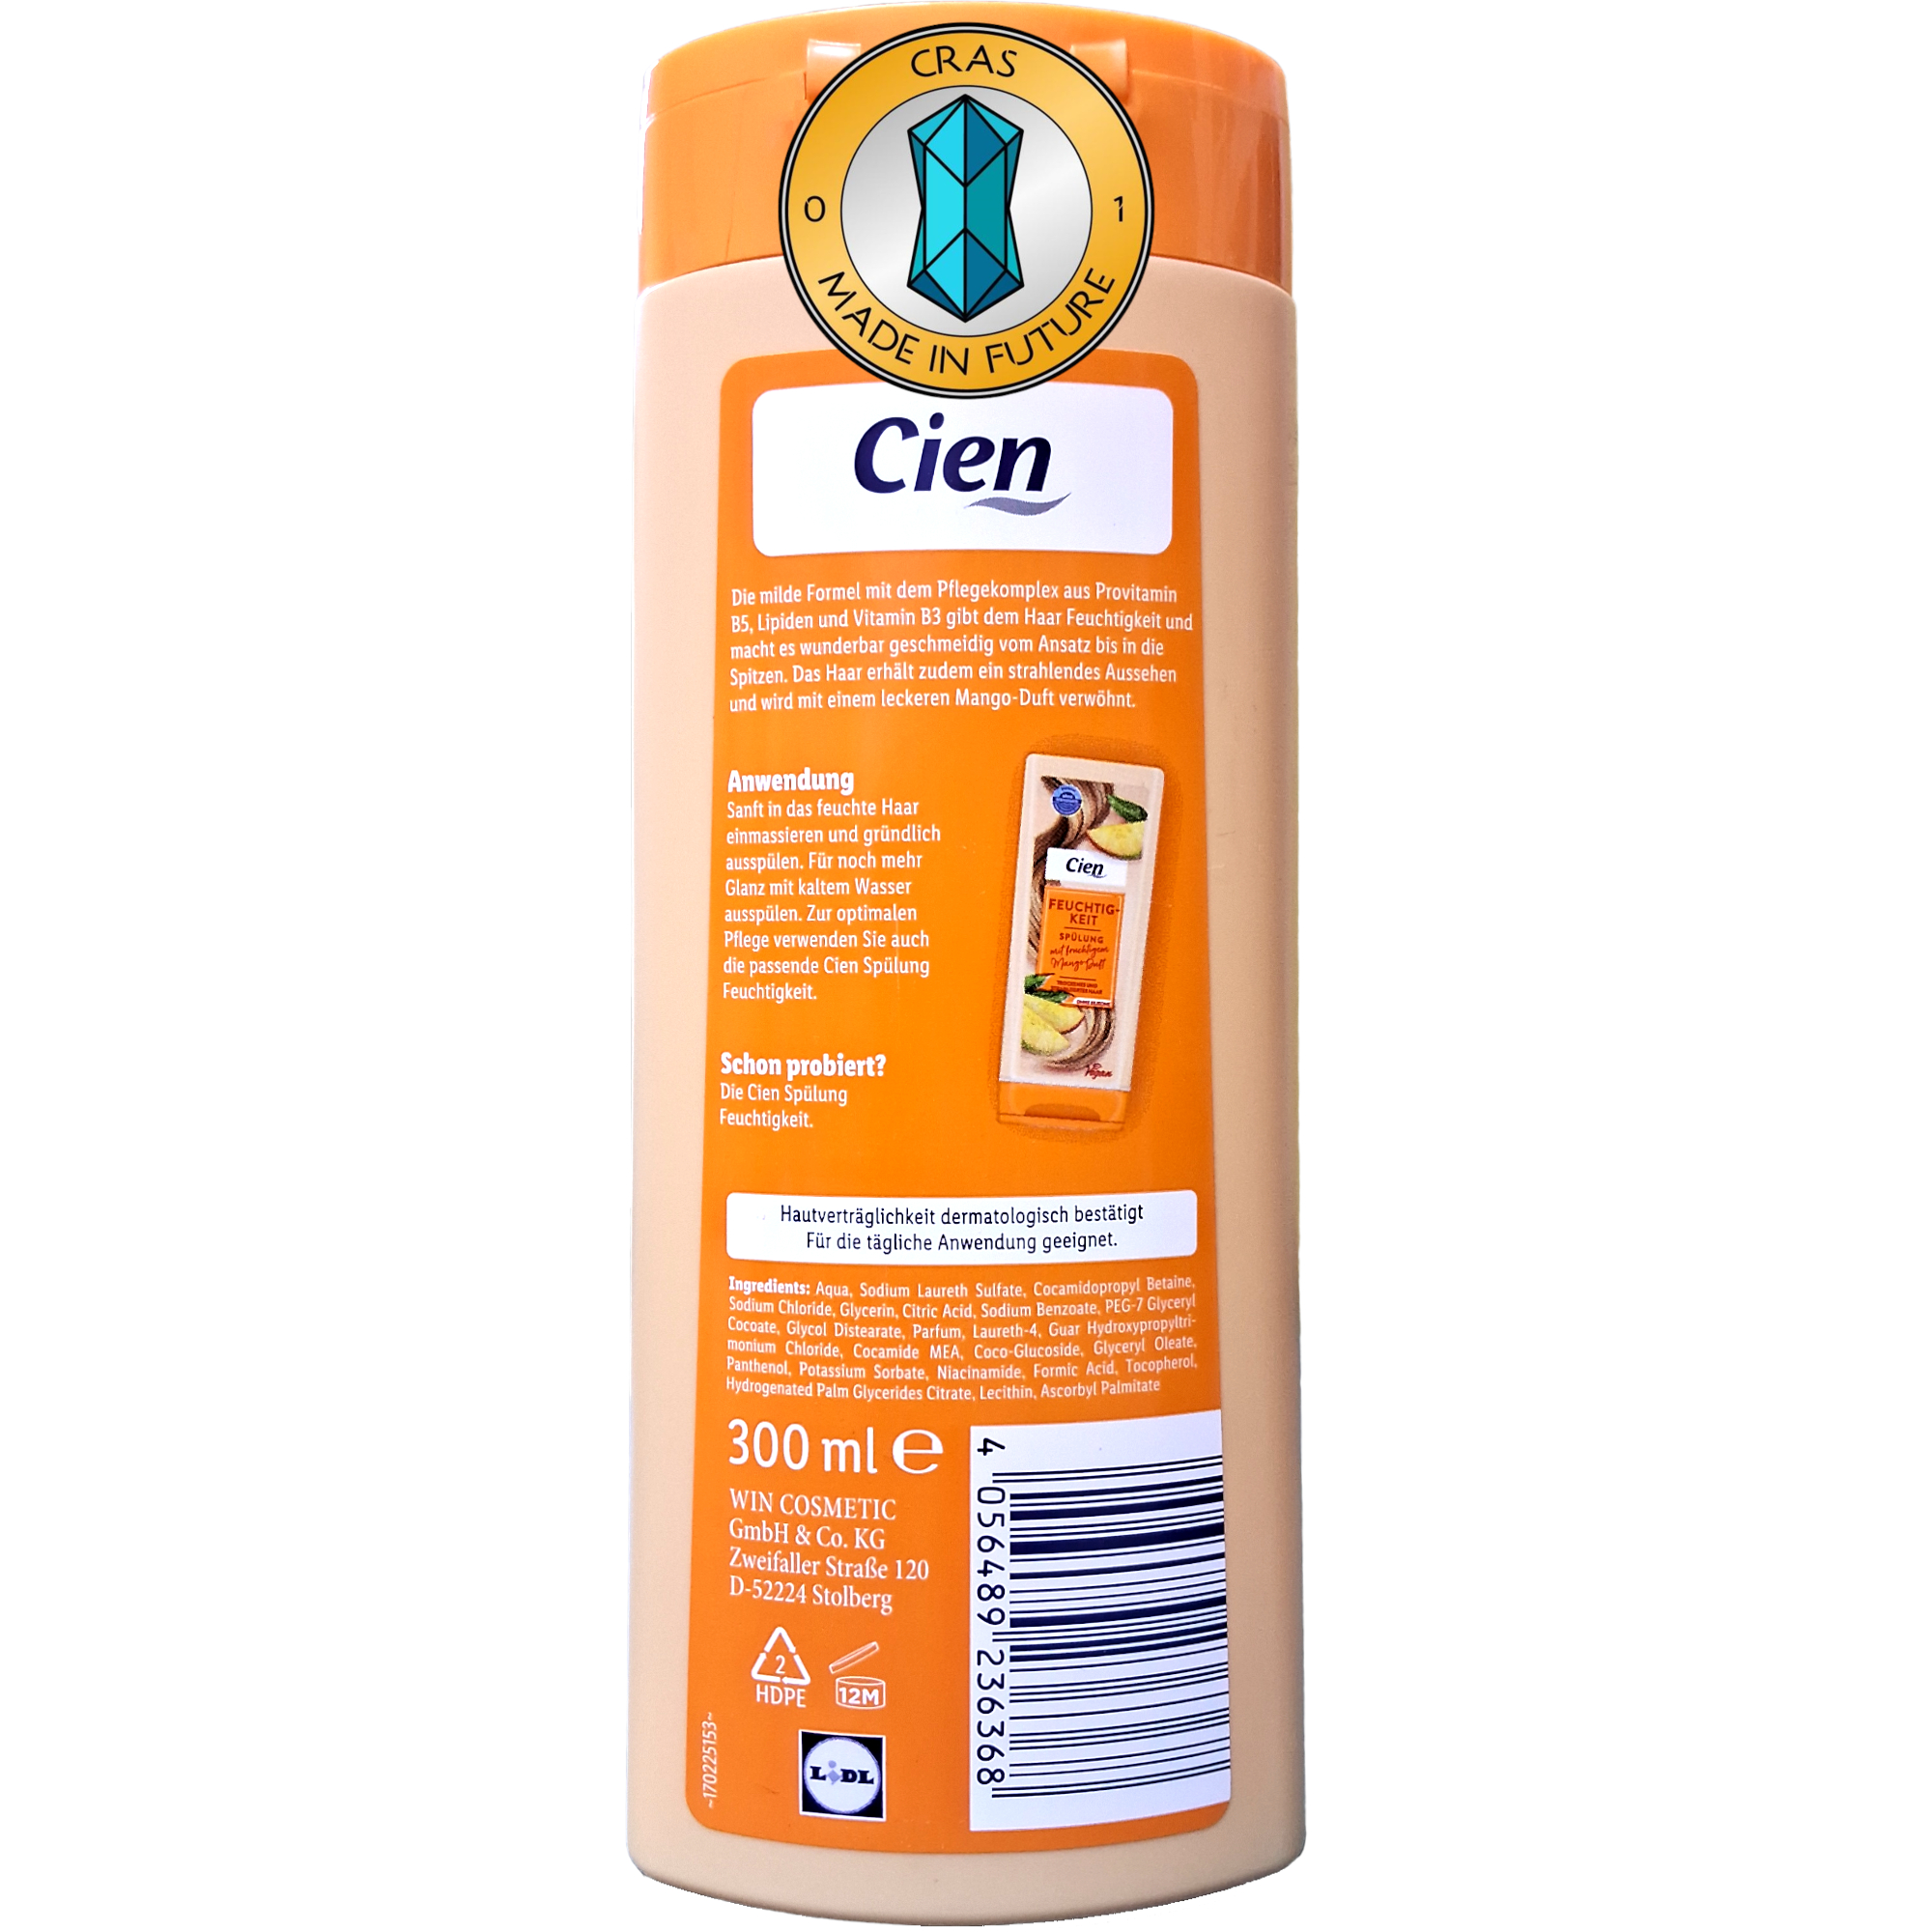 CRAS
0 1
MADE IN FUTURE
Cien
Die milde Formel mit dem Pflegekomplex aus Provitamin
B5, Lipiden und Vitamin B3 gibt dem Haar Feuchtigkeit und
macht es wunderbar geschmeidig vom Ansatz bis in die
Spitzen. Das Haar erhält zudem ein strahlendes Aussehen
und wird mit einem leckeren Mango-Duft verwöhnt.
Anwendung
Sanft in das feuchte Haar
einmassieren und gründlich
ausspülen. Für noch mehr
Glanz mit kaltem Wasser
ausspülen. Zur optimalen
Pflege verwenden Sie auch
die passende Cien Spülung
Feuchtigkeit.
Cien
FEUCHTIG-
KEIT
SPÜLUNG
mit fruchtigem
Mango-Duft
Vegan
Schon probiert?
Die Cien Spülung
Feuchtigkeit.
Hautverträglichkeit dermatologisch bestätigt
Für die tägliche Anwendung geeignet.
Ingredients: Aqua, Sodium Laureth Sulfate, Cocamidopropyl Betaine,
Sodium Chloride, Glycerin, Citric Acid, Sodium Benzoate, PEG-7 Glyceryl
Cocoate, Glycol Distearate, Parfum, Laureth-4, Guar Hydroxypropyltri-
monium Chloride, Cocamide MEA, Coco-Glucoside, Glyceryl Oleate,
Panthenol, Potassium Sorbate, Niacinamide, Formic Acid, Tocopherol,
Hydrogenated Palm Glycerides Citrate, Lecithin, Ascorbyl Palmitate
300 ml e
WIN COSMETIC
GmbH & Co. KG
Zweifaller Straße 120
D-52224 Stolberg
2
HDPE
12M
~170225153~
LIDL
4 056489 236368